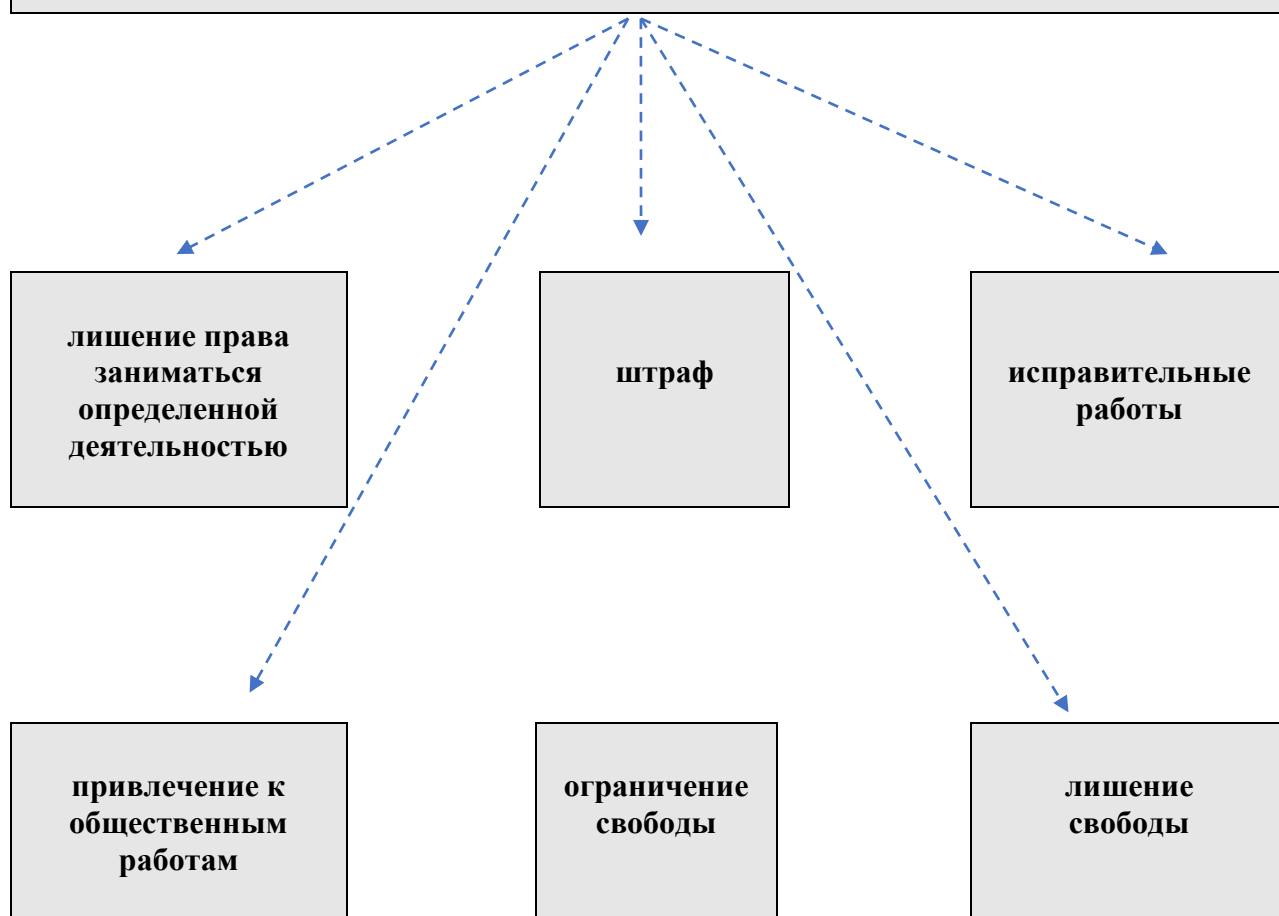 лишение права
заниматься
определенной
деятельностью
штраф
исправительные
работы
привлечение к
общественным
работам
ограничение
свободы
лишение
свободы